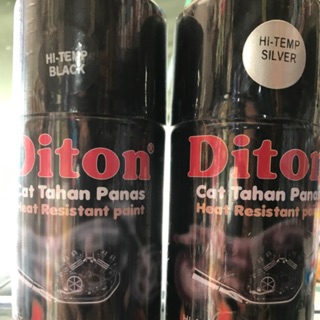 HI-TEMP
BLACK
Diton®
Cat Tahan Panas
Heat Resistant paint
HI-TEMP
SILVER
Diton
Cat Tahan Panas
Heat Resistant paint